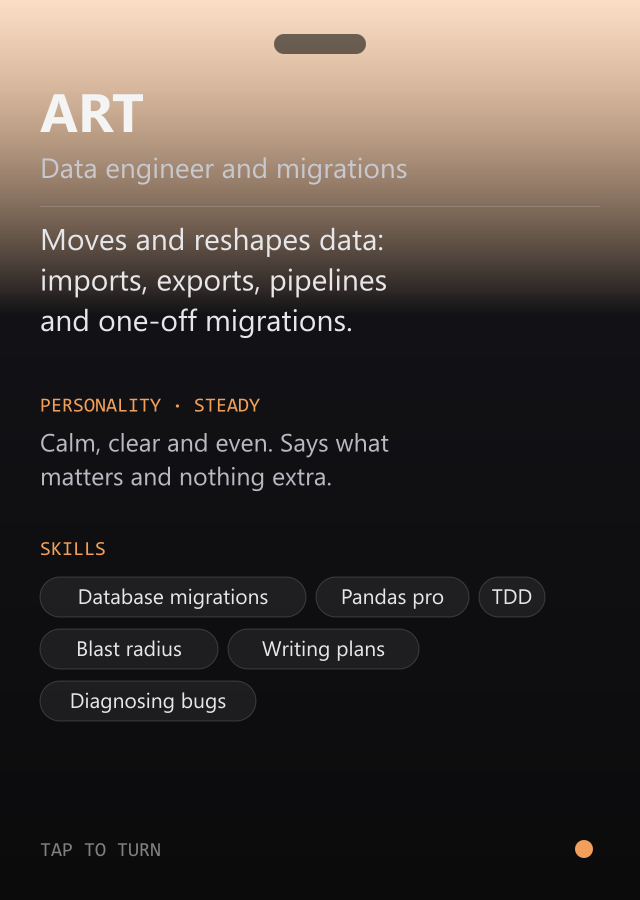 ART
Data engineer and migrations
Moves and reshapes data:
imports, exports, pipelines
and one-off migrations.
PERSONALITY · STEADY
Calm, clear and even. Says what
matters and nothing extra.
SKILLS
Database migrations Pandas pro TDD
Blast radius Writing plans
Diagnosing bugs
TAP TO TURN